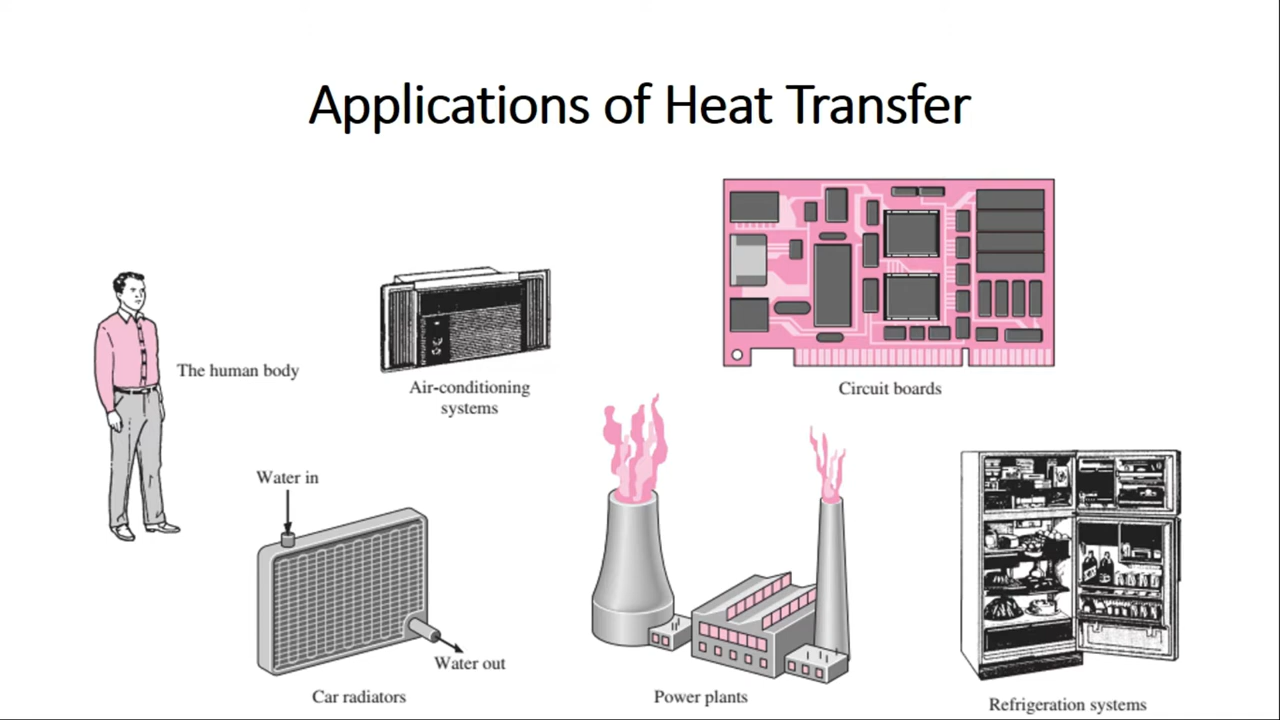 Applications of Heat Transfer
The human body
Air-conditioning
systems
Circuit boards
Water in
Water out
Car radiators
Power plants
Refrigeration systems